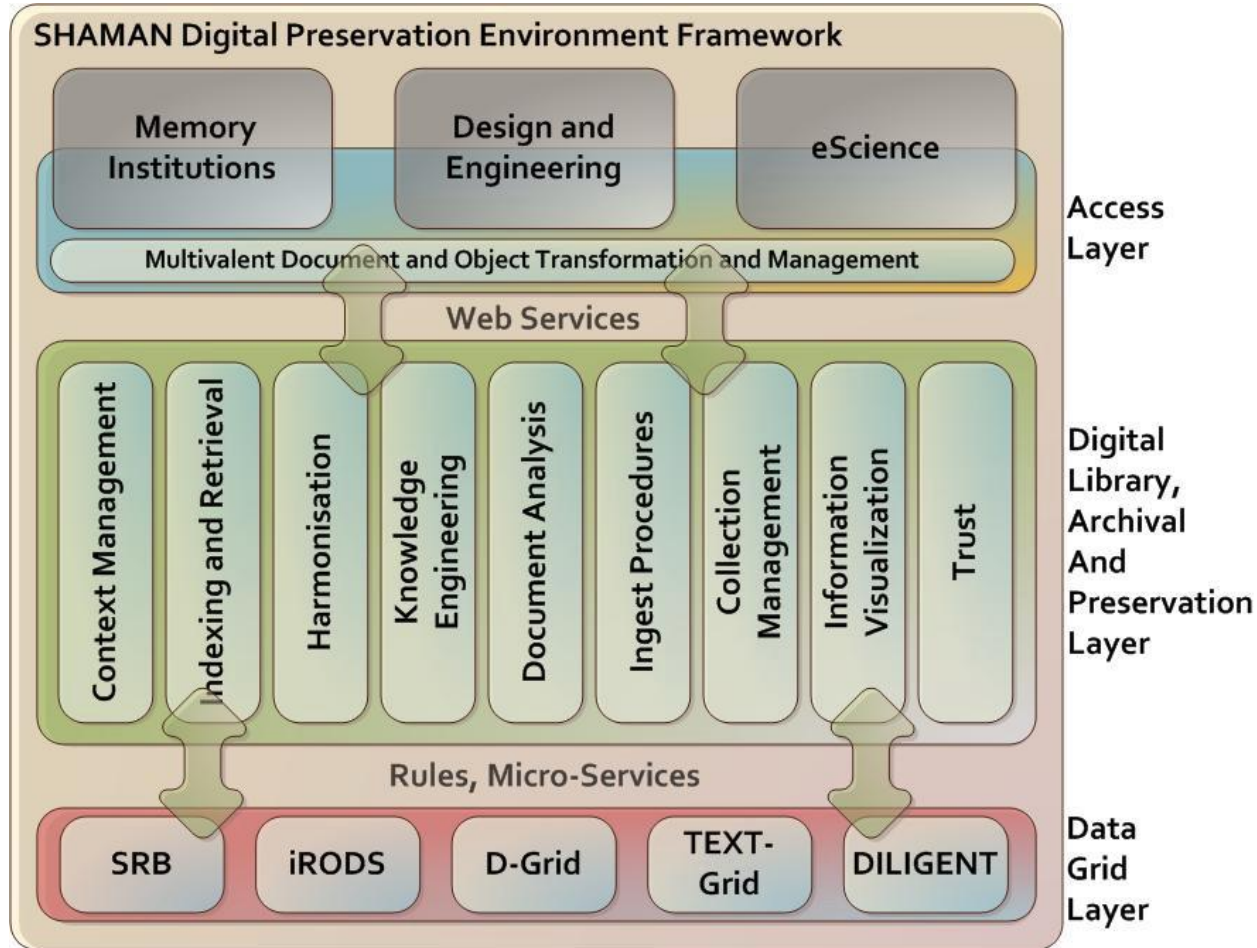 SHAMAN Digital Preservation Environment Framework
Memory
Institutions
Design and
Engineering
eScience
Multivalent Document and Object Transformation and Management
Access
Layer
Web Services
Context Management
Indexing and Retrieval
Harmonisation
Knowledge
Engineering
Document Analysis
Ingest Procedures
Collection
Management
Information
Visualization
Trust
Digital
Library,
Archival
And
Preservation
Layer
Rules, Micro-Services
SRB
iRODS
D-Grid
TEXT-
Grid
DILIGENT
Data
Grid
Layer